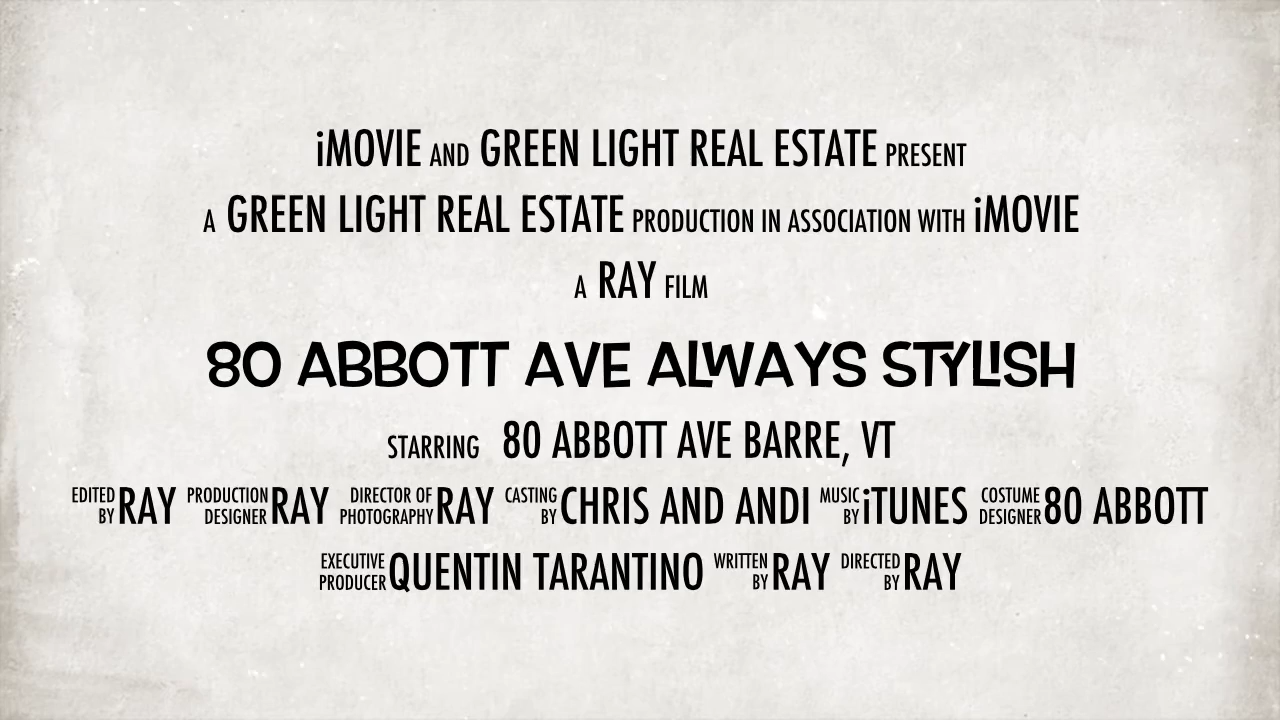 iMOVIE AND GREEN LIGHT REAL ESTATE PRESENT
A GREEN LIGHT REAL ESTATE PRODUCTION IN ASSOCIATION WITH iMOVIE
A RAY FILM
80 ABBOTT AVE ALWAYS STYLISH
STARRING 80 ABBOTT AVE BARRE, VT
EDITED BY RAY PRODUCTION DESIGNER RAY DIRECTOR OF PHOTOGRAPHY RAY CASTING BY CHRIS AND ANDI MUSIC BY iTUNES COSTUME DESIGNER 80 ABBOTT
EXECUTIVE PRODUCER QUENTIN TARANTINO WRITTEN BY RAY DIRECTED BY RAY